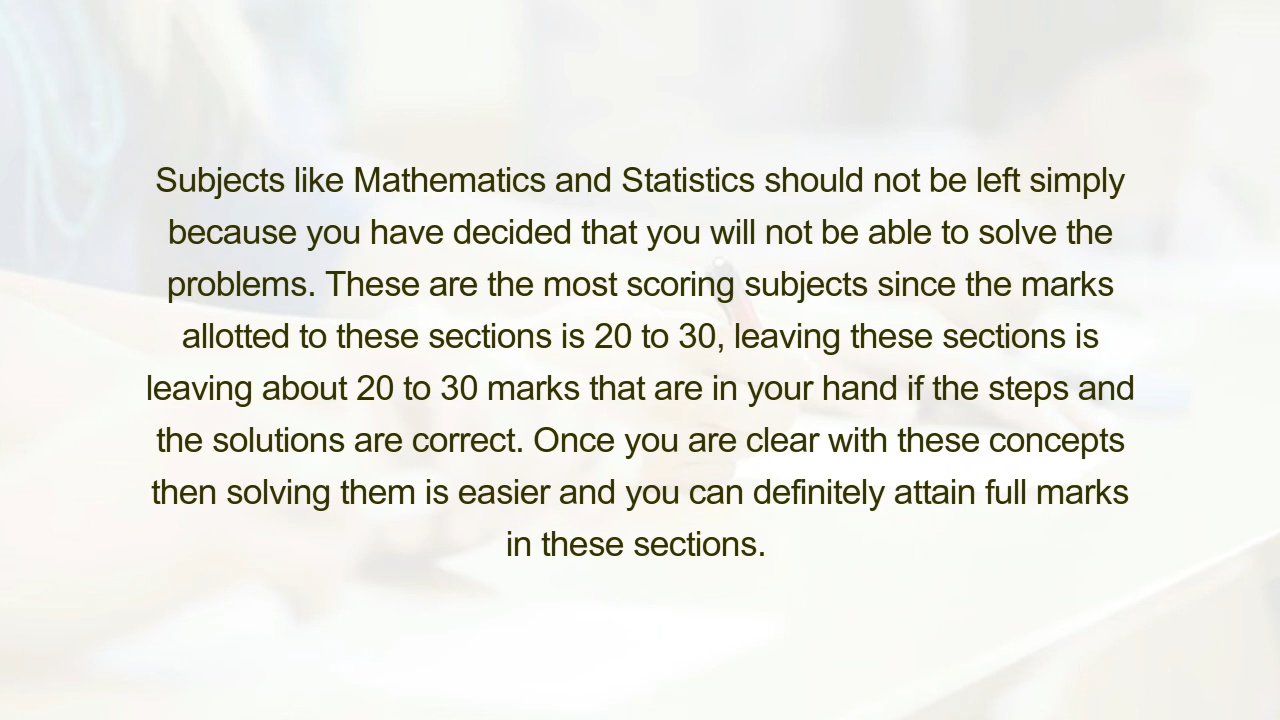 Subjects like Mathematics and Statistics should not be left simply
because you have decided that you will not be able to solve the
problems. These are the most scoring subjects since the marks
allotted to these sections is 20 to 30, leaving these sections is
leaving about 20 to 30 marks that are in your hand if the steps and
the solutions are correct. Once you are clear with these concepts
then solving them is easier and you can definitely attain full marks
in these sections.